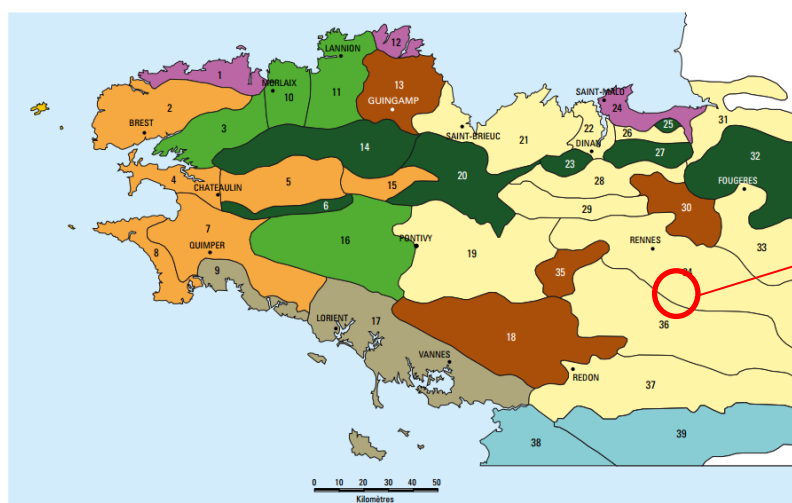 LANNION
12
1
MORLAIX
10
11
13
GUINGAMP
SAINT-MALO
24
2
BREST
3
SAINT-BRIEUC
21
22
DINAN
26
25
31
27
32
FOUGERES
14
23
20
4
CHATEAULIN
5
15
28
6
29
30
7
8
QUIMPER
9
16
PONTIVY
19
RENNES
33
35
36
LORIENT
17
18
VANNES
REDON
37
38
39
0 10 20 30 40 50
Kilomètres